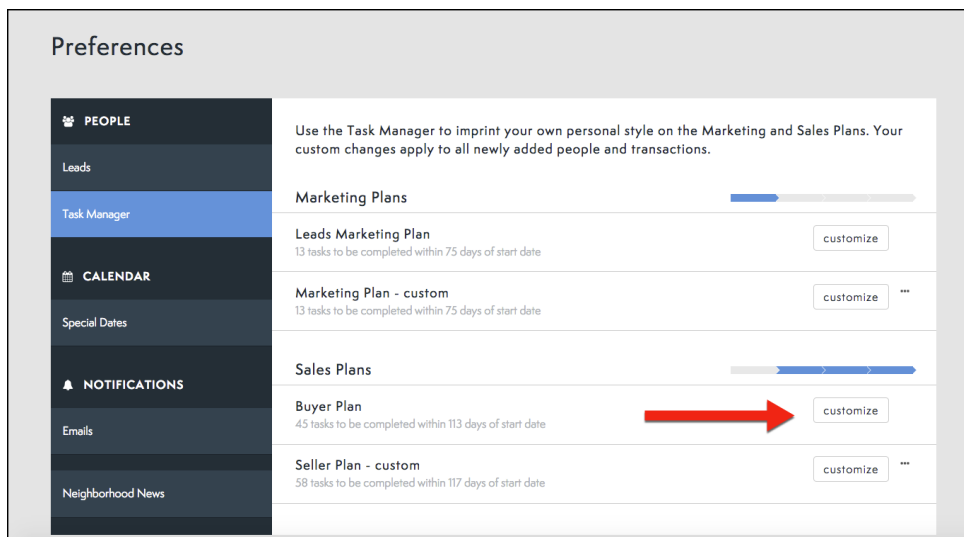 Preferences
PEOPLE
Leads
Task Manager
CALENDAR
Special Dates
NOTIFICATIONS
Emails
Neighborhood News
Use the Task Manager to imprint your own personal style on the Marketing and Sales Plans. Your
custom changes apply to all newly added people and transactions.
Marketing Plans
Leads Marketing Plan
13 tasks to be completed within 75 days of start date
customize
Marketing Plan - custom
13 tasks to be completed within 75 days of start date
customize
Sales Plans
Buyer Plan
45 tasks to be completed within 113 days of start date
customize
Seller Plan - custom
58 tasks to be completed within 117 days of start date
customize